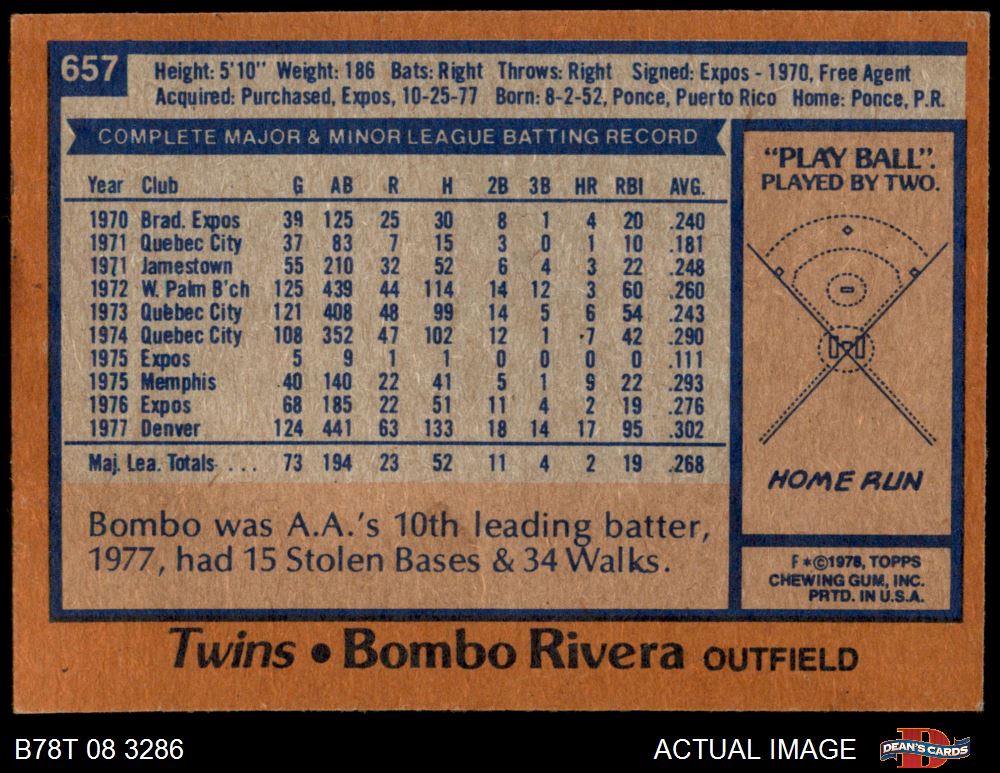 657
Height: 5'10" Weight: 186 Bats: Right Throws: Right Signed: Expos - 1970, Free Agent
Acquired: Purchased, Expos, 10-25-77 Born: 8-2-52, Ponce, Puerto Rico Home: Ponce, P.R.
COMPLETE MAJOR & MINOR LEAGUE BATTING RECORD
Year Club G AB R H 2B 3B HR RBI AVG.
1970 Brad. Expos 39 125 25 30 8 1 4 20 .240
1971 Quebec City 37 83 7 15 3 0 1 10 .181
1971 Jamestown 55 210 32 52 6 4 3 22 .248
1972 W. Palm B'ch 125 439 44 114 14 12 3 60 .260
1973 Quebec City 121 408 48 99 14 5 6 54 .243
1974 Quebec City 108 352 47 102 12 1 7 42 .290
1975 Expos 5 9 1 1 0 0 0 0 .111
1975 Memphis 40 140 22 41 5 1 9 22 .293
1976 Expos 68 185 22 51 11 4 2 19 .276
1977 Denver 124 441 63 133 18 14 17 95 .302
Maj. Lea. Totals. . . . 73 194 23 52 11 4 2 19 .268
Bombo was A.A.'s 10th leading batter,
1977, had 15 Stolen Bases & 34 Walks.
"PLAY BALL".
PLAYED BY TWO.
HOME RUN
F*©1978, TOPPS
CHEWING GUM, INC.
PRTD. IN U.S.A.
Twins • Bombo Rivera OUTFIELD
B78T 08 3286
ACTUAL IMAGE
DEAN'S CARDS